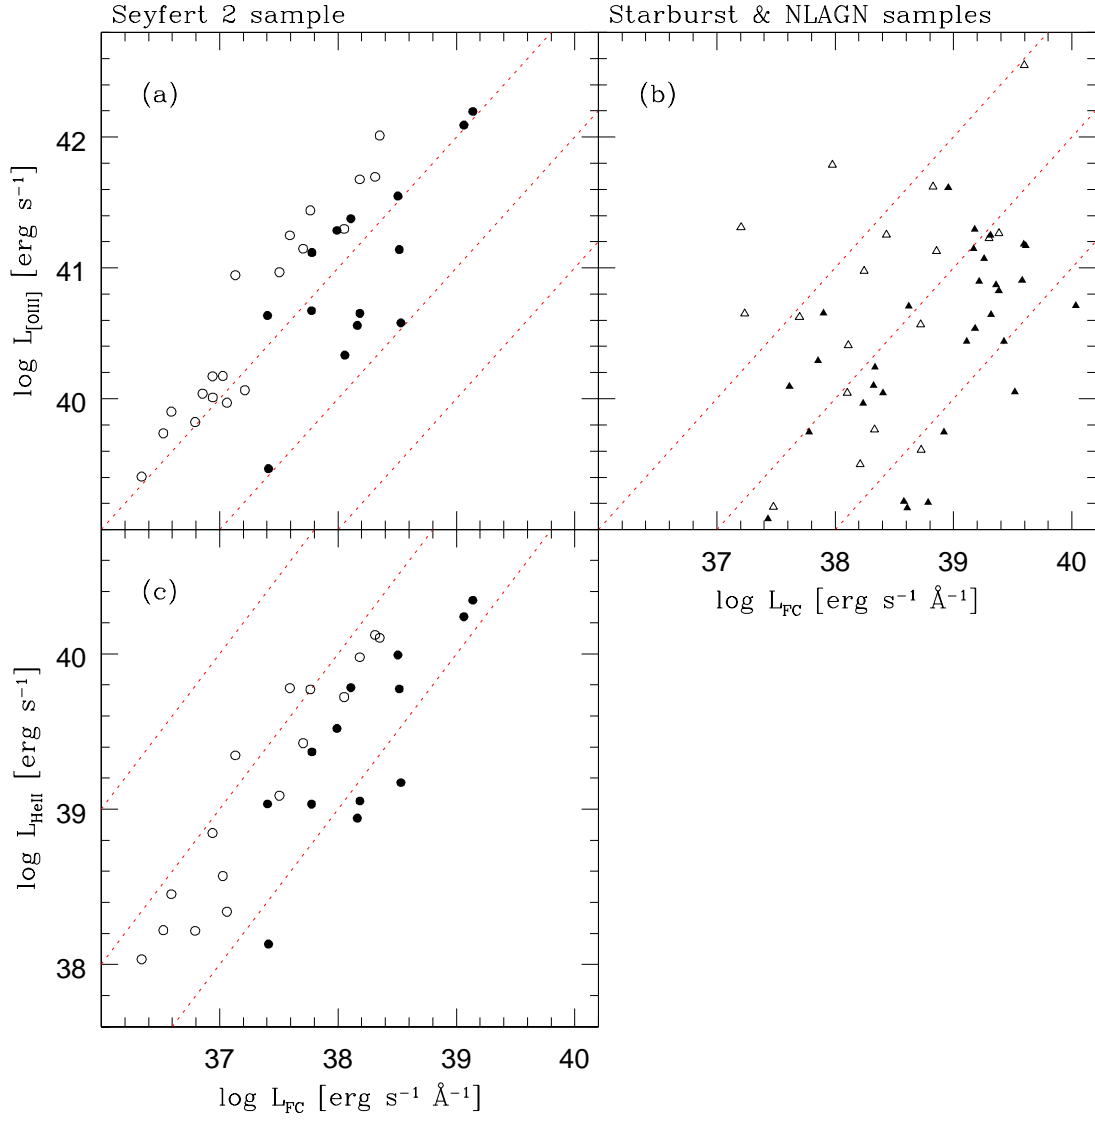 Seyfert 2 sample
Starburst & NLAGN samples
(a)
(b)
42
41
40
log L[OIII] [erg s−1]
37 38 39 40
log LFC [erg s−1 Å−1]
(c)
40
39
38
log LHeII [erg s−1]
37 38 39 40
log LFC [erg s−1 Å−1]